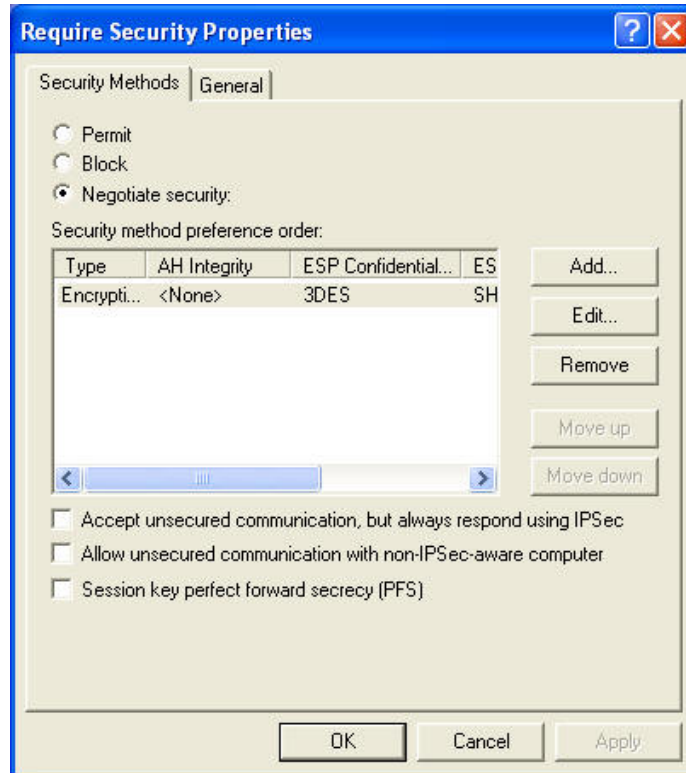 Require Security Properties
Security Methods General
Permit
Block
Negotiate security:
Security method preference order:
Type AH Integrity ESP Confidential... ES
Encrypti... <None> 3DES SH
Add...
Edit...
Remove
Move up
Move down
Accept unsecured communication, but always respond using IPSec
Allow unsecured communication with non-IPSec-aware computer
Session key perfect forward secrecy (PFS)
OK Cancel Apply